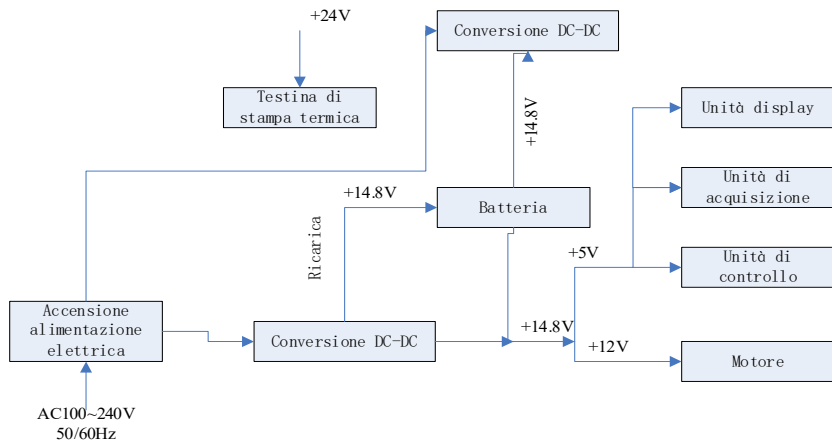 +24V
Conversione DC-DC
Testina di
stampa termica
+14.8V
Unità display
Unità di
acquisizione
+14.8V
Batteria
Ricarica
+5V
Unità di
controllo
Accensione
alimentazione
elettrica
Conversione DC-DC
+14.8V
+12V
Motore
AC100~240V
50/60Hz